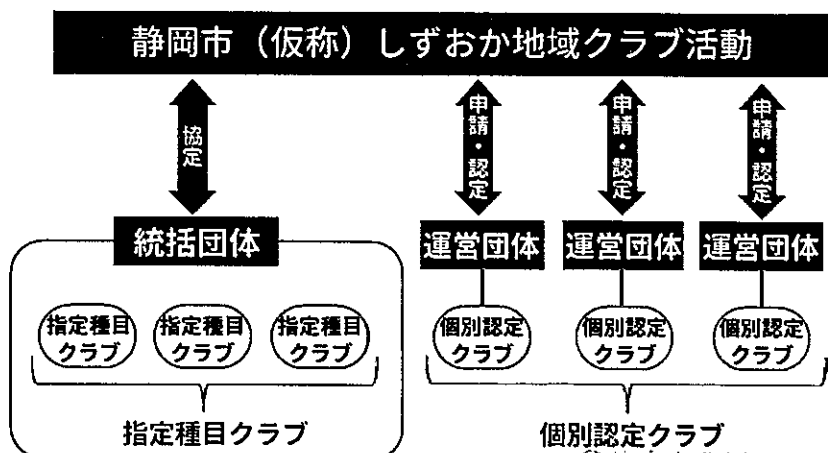 静岡市（仮称）しずおか地域クラブ活動
協定
申請・認定
申請・認定
申請・認定
統括団体
運営団体
運営団体
運営団体
指定種目
クラブ
指定種目
クラブ
指定種目
クラブ
個別認定
クラブ
個別認定
クラブ
個別認定
クラブ
指定種目クラブ
個別認定クラブ